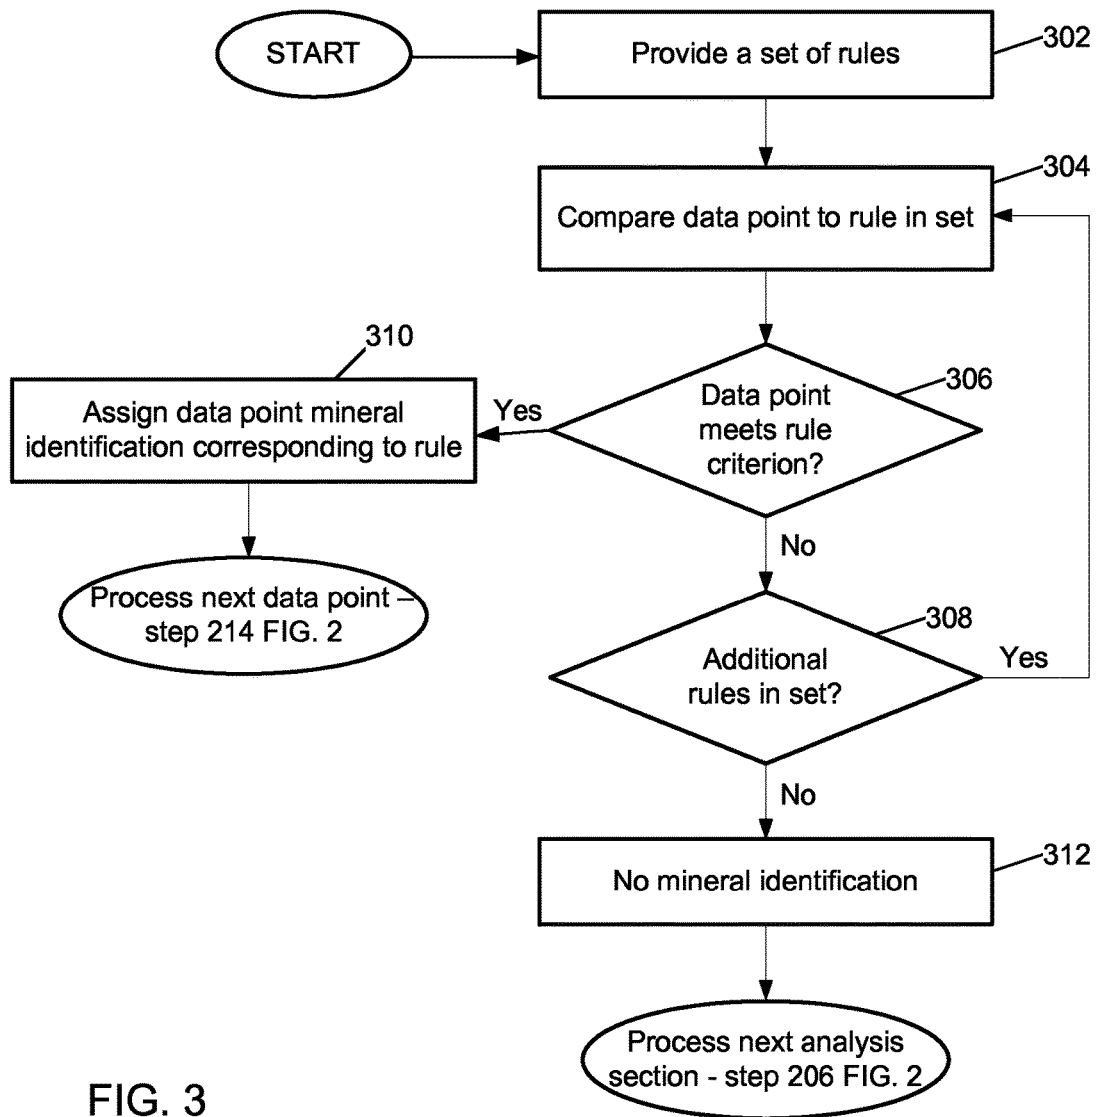 START
Provide a set of rules
302
304
Compare data point to rule in set
310
306
Assign data point mineral
identification corresponding to rule
Yes
Data point
meets rule
criterion?
No
Process next data point –
step 214 FIG. 2
308
Additional
rules in set?
Yes
No
312
No mineral identification
Process next analysis
section - step 206 FIG. 2
FIG. 3